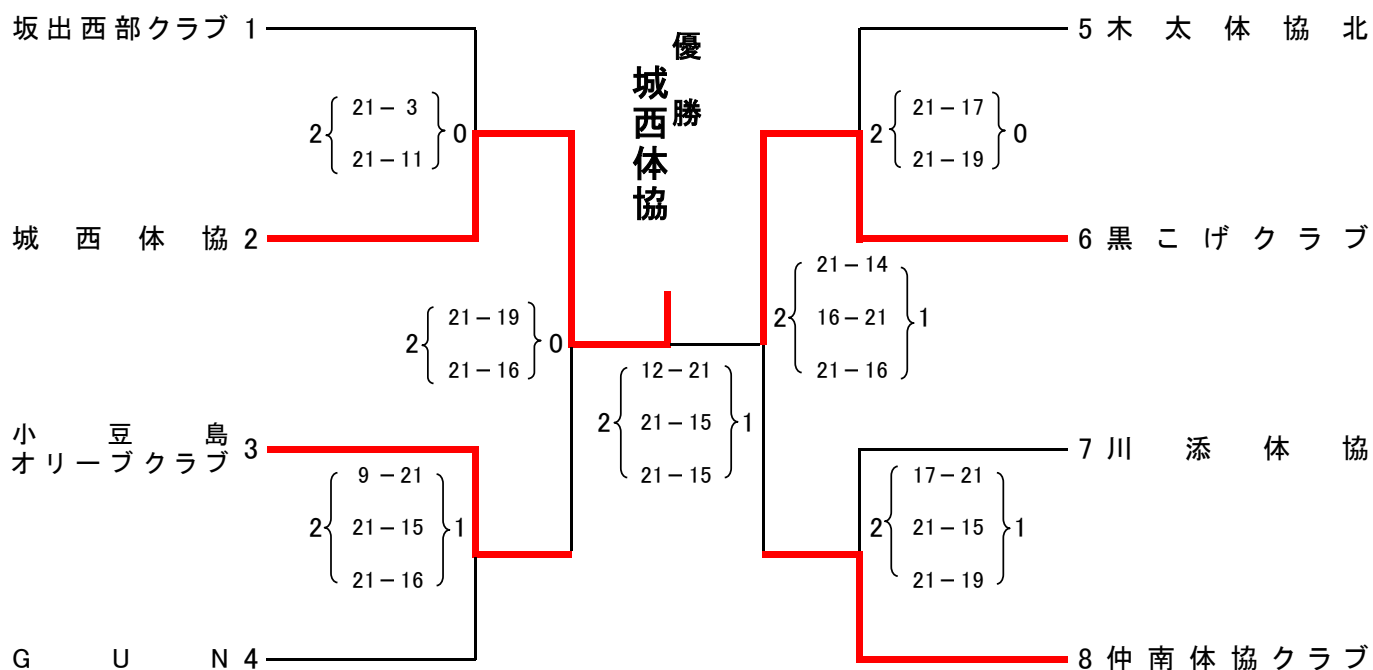 坂出西部クラブ 1
21－ 3
2 0
21－11
城西体協 2
21－19
2 0
21－16
小豆島
オリーブクラブ 3
9 －21
2 21－15 1
21－16
GUN 4
優勝
城西体協
12－21
2 21－15 1
21－15
5 木太体協北
21－17
2 0
21－19
6 黒こげクラブ
21－14
2 16－21 1
21－16
7 川添体協
17－21
2 21－15 1
21－19
8 仲南体協クラブ